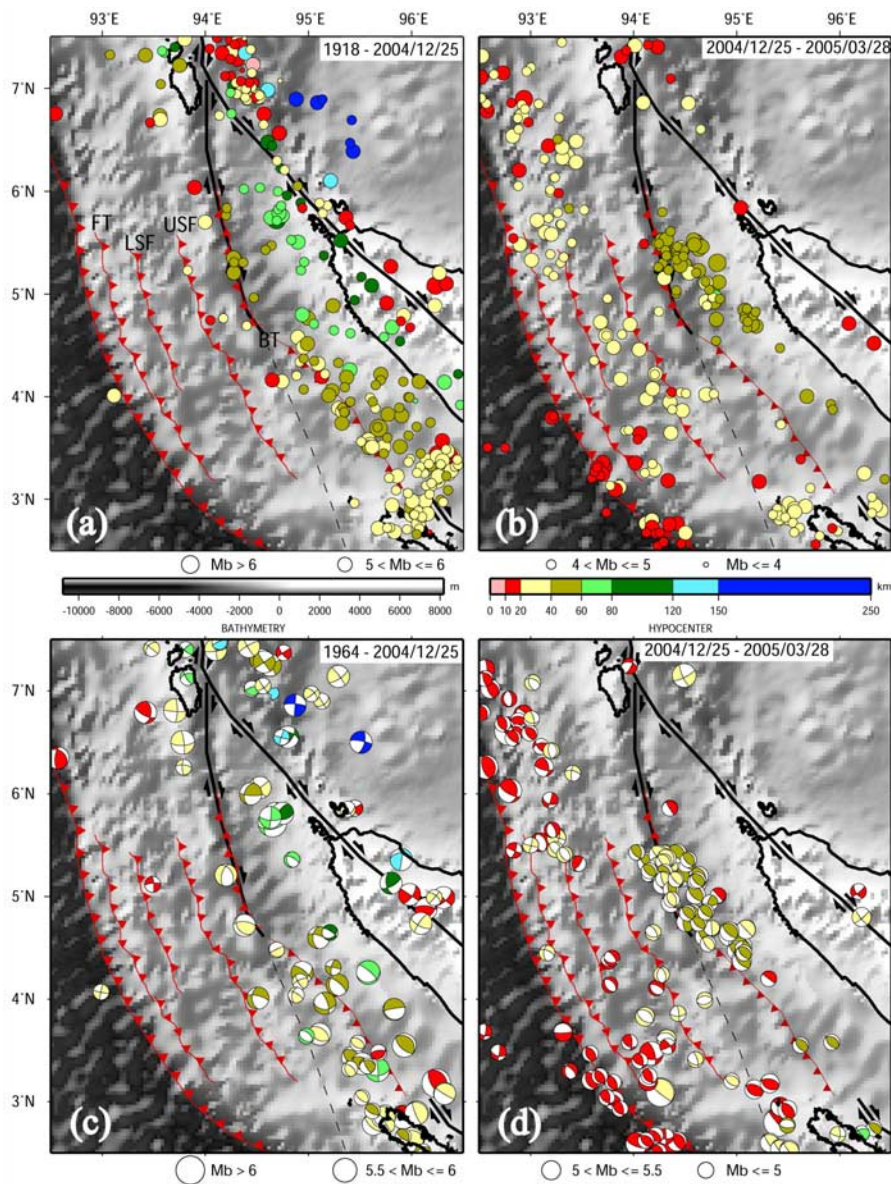 93˚E 94˚E 95˚E 96˚E 93˚E 94˚E 95˚E 96˚E
1918 - 2004/12/25
2004/12/25 - 2005/03/28
7˚N
6˚N
FT
LSF
USF
5˚N
BT
4˚N
3˚N
(a)
(b)
Mb > 6
5 < Mb <= 6
4 < Mb <= 5
Mb <= 4
m
km
-10000 -8000 -6000 -4000 -2000 0 2000 4000 6000 8000
0 10 20 40 60 80 120 150 250
BATHYMETRY
HYPOCENTER
1964 - 2004/12/25
2004/12/25 - 2005/03/28
7˚N
6˚N
5˚N
4˚N
3˚N
(c)
(d)
Mb > 6
5.5 < Mb <= 6
5 < Mb <= 5.5
Mb <= 5